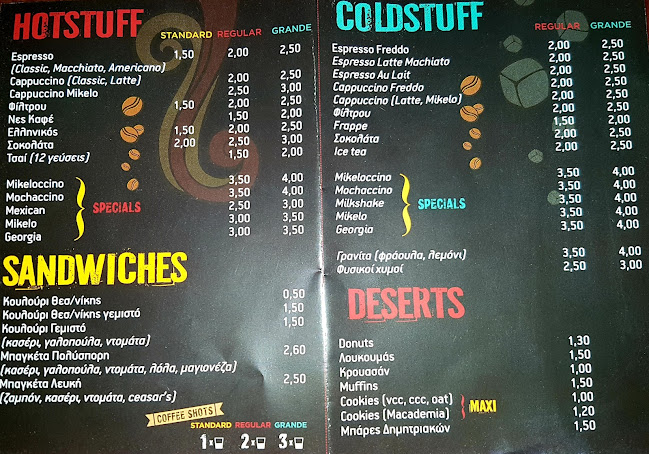 HOTSTUFF
STANDARD REGULAR GRANDE
Espresso 1,50 2,00 2,50
(Classic, Macchiato, Americano)
Cappuccino (Classic, Latte) 2,00 2,50
Cappuccino Mikelo 2,50 3,00
Φίλτρου 1,50 2,00 2,50
Νες Καφέ 1,50 2,00
Ελληνικός 1,50 2,00 2,50
Σοκολάτα 2,00 2,50 3,00
Τσαί (12 γεύσεις) 1,50 2,00
Mikeloccino 3,50 4,00
Mochaccino 3,50 4,00
Mexican 2,50 3,00
Mikelo 3,00 3,50
Georgia 3,00 3,50
SPECIALS
SANDWICHES
Κουλούρι Θεσ/νίκης 0,50
Κουλούρι Θεσ/νίκης γεμιστό 1,50
Κουλούρι Γεμιστό 1,50
(κασέρι, γαλοπούλα, ντομάτα)
Μπαγκέτα Πολύσπορη 2,60
(κασέρι, γαλοπούλα, ντομάτα, λόλα, μαγιονέζα)
Μπαγκέτα Λευκή 2,50
(ζαμπόν, κασέρι, ντομάτα, ceasar's)
COFFEE SHOTS
STANDARD REGULAR GRANDE
1x 2x 3x
COLDSTUFF
REGULAR GRANDE
Espresso Freddo 2,00 2,50
Espresso Latte Machiato 2,00 2,50
Espresso Au Lait 2,00 2,50
Cappuccino Freddo 2,00 2,50
Cappuccino (Latte, Mikelo) 2,00 2,50
Φίλτρου 2,00 2,50
Frappe 1,50 2,00
Σοκολάτα 2,00 2,50
Ice tea 2,00 2,50
Mikeloccino 3,50 4,00
Mochaccino 3,50 4,00
Milkshake 3,50 4,00
Mikelo 3,50 4,00
Georgia 3,50 4,00
SPECIALS
Γρανίτα (φράουλα, λεμόνι) 3,50 4,00
Φυσικοί χυμοί 2,50 3,00
DESERTS
Donuts 1,30
Λουκουμάς 1,50
Κρουασάν 1,00
Muffins 1,50
Cookies (vcc, ccc, oat) 1,00
Cookies (Macademia) 1,20
MAXI
Μπάρες Δημητριακών 1,50